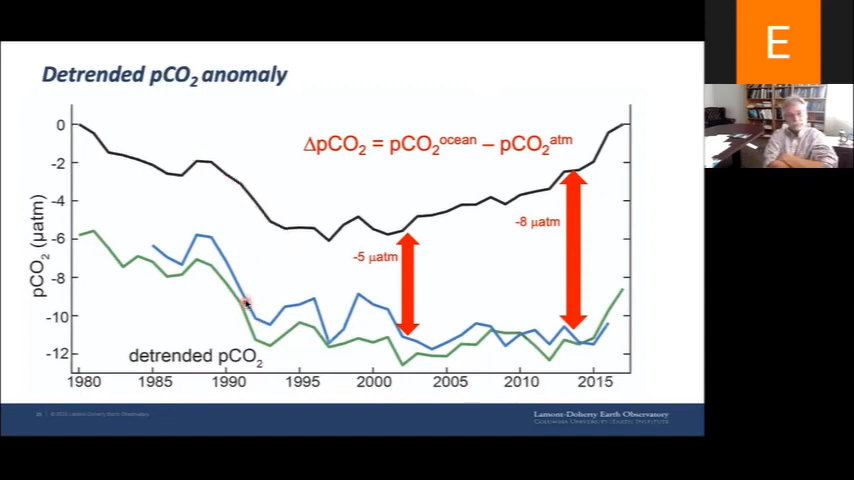 Detrended pCO₂ anomaly
E
ΔpCO₂ = pCO₂ᵒᶜᵉᵃⁿ – pCO₂ᵃᵗᵐ
pCO₂ (μatm)
0
-2
-4
-6
-8
-10
-12
-5 μatm
-8 μatm
detrended pCO₂
1980 1985 1990 1995 2000 2005 2010 2015
Lamont-Doherty Earth Observatory
Columbia University | Earth Institute